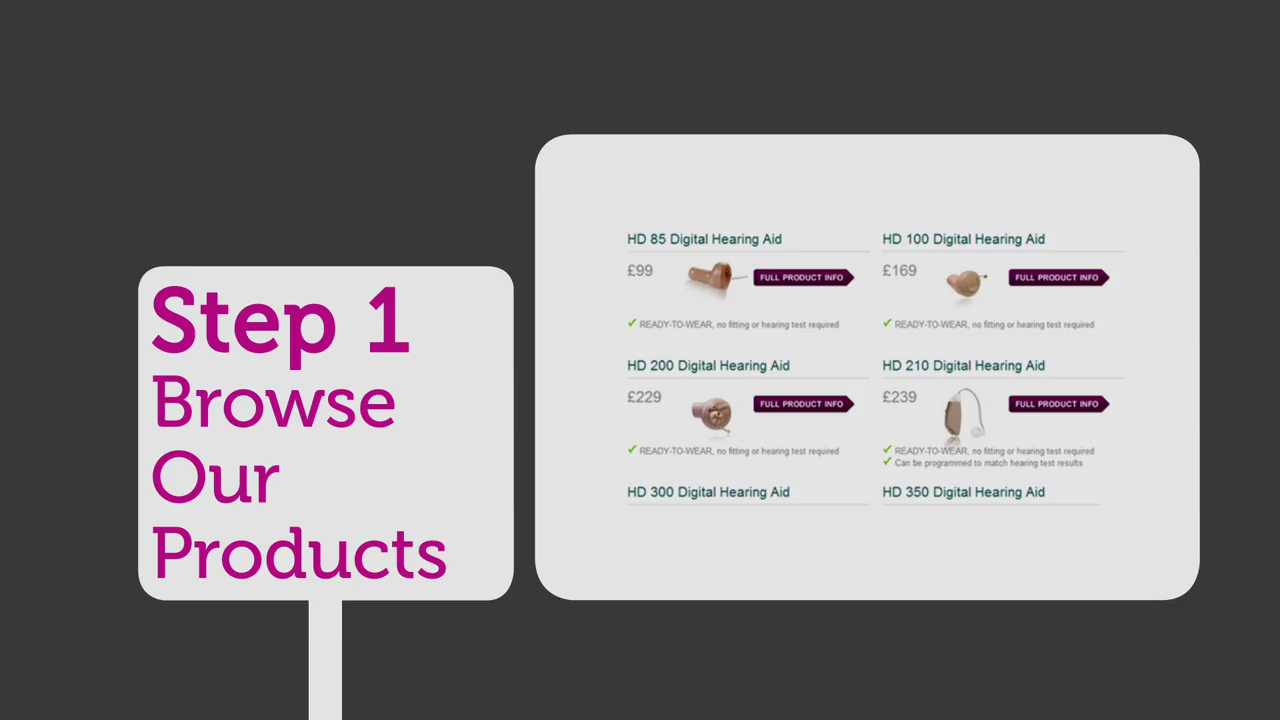 Step 1
Browse
Our
Products
HD 85 Digital Hearing Aid
£99
FULL PRODUCT INFO
✔ READY-TO-WEAR, no fitting or hearing test required
HD 100 Digital Hearing Aid
£169
FULL PRODUCT INFO
✔ READY-TO-WEAR, no fitting or hearing test required
HD 200 Digital Hearing Aid
£229
FULL PRODUCT INFO
✔ READY-TO-WEAR, no fitting or hearing test required
HD 210 Digital Hearing Aid
£239
FULL PRODUCT INFO
✔ READY-TO-WEAR, no fitting or hearing test required
✔ Can be programmed to match hearing test results
HD 300 Digital Hearing Aid
HD 350 Digital Hearing Aid